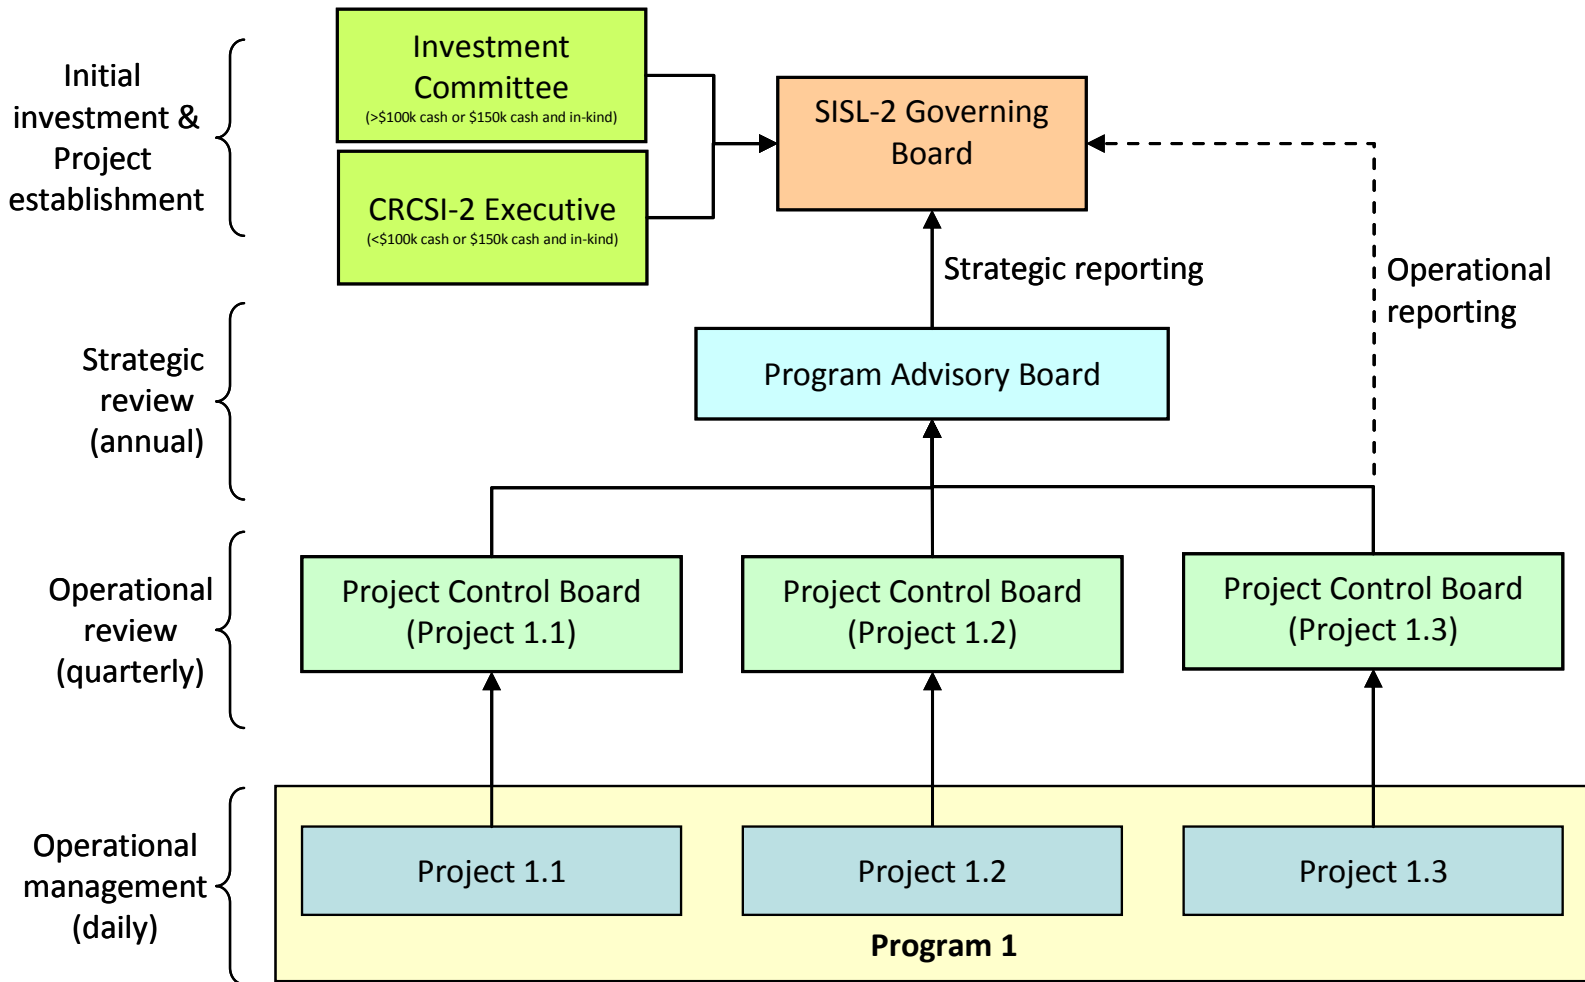 Initial
investment &
Project
establishment
Investment
Committee
(>$100k cash or $150k cash and in-kind)
CRCSI-2 Executive
(<$100k cash or $150k cash and in-kind)
SISL-2 Governing
Board
Strategic reporting
Operational
reporting
Strategic
review
(annual)
Program Advisory Board
Operational
review
(quarterly)
Project Control Board
(Project 1.1)
Project Control Board
(Project 1.2)
Project Control Board
(Project 1.3)
Operational
management
(daily)
Project 1.1
Project 1.2
Project 1.3
Program 1